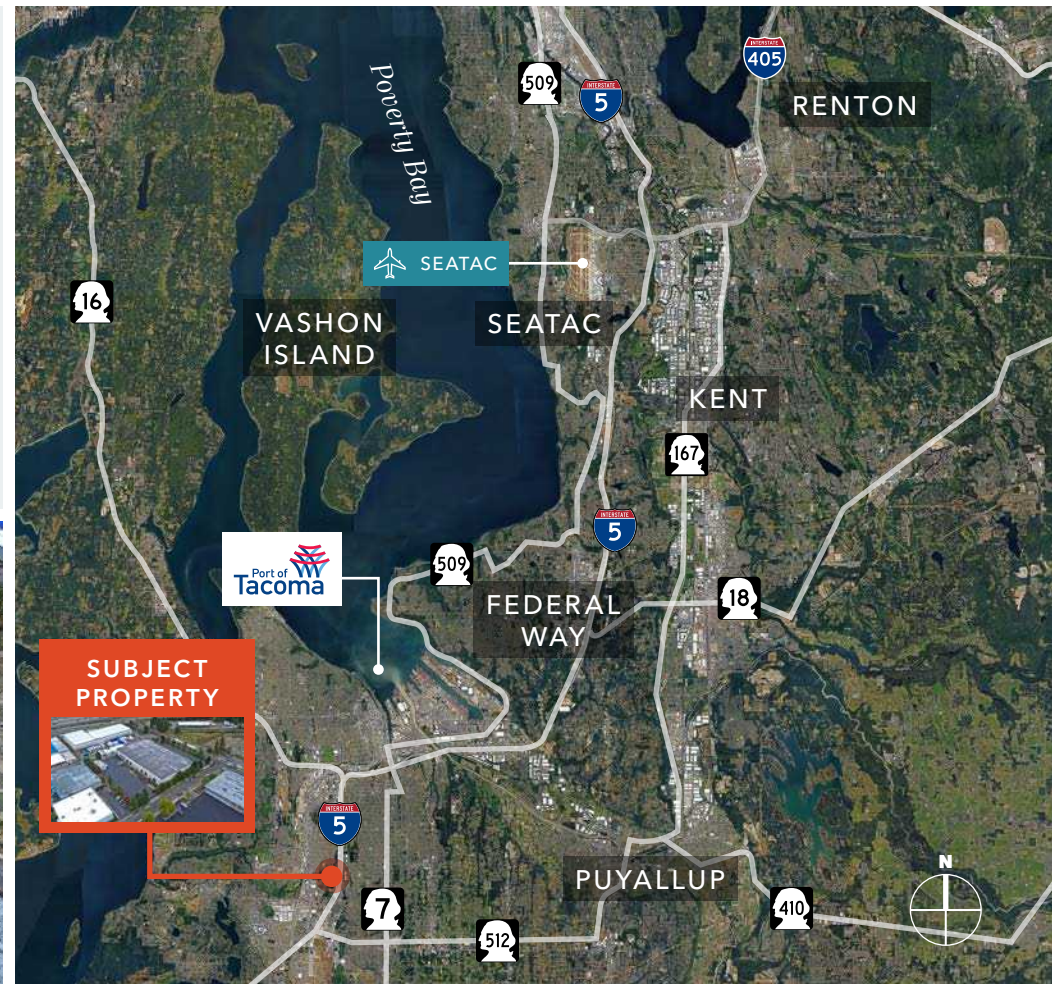 Poverty Bay
509
INTERSTATE
5
INTERSTATE
405
RENTON
SEATAC
16
VASHON
ISLAND
SEATAC
KENT
167
INTERSTATE
5
509
Port of
Tacoma
FEDERAL
WAY
18
SUBJECT
PROPERTY
INTERSTATE
5
PUYALLUP
N
7
512
410